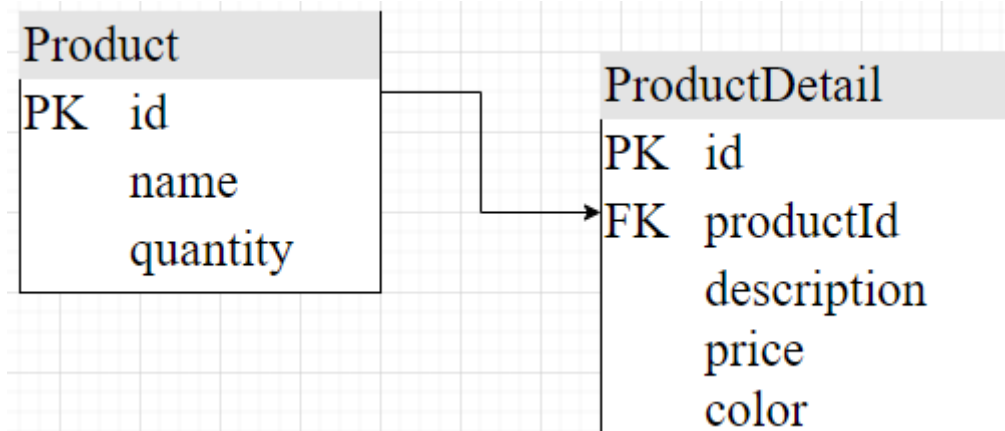 Product
PK id
name
quantity
ProductDetail
PK id
FK productId
description
price
color